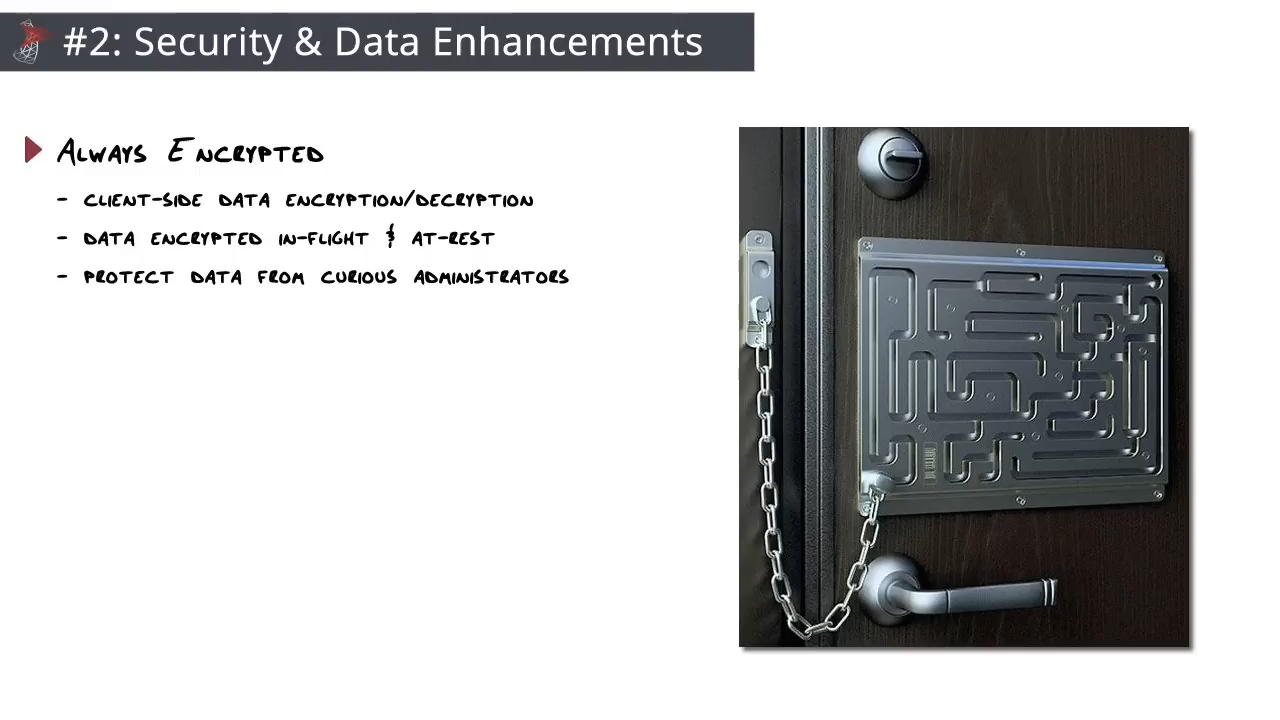 #2: Security & Data Enhancements
Always Encrypted
- client-side data encryption/decryption
- data encrypted in-flight & at-rest
- protect data from curious administrators